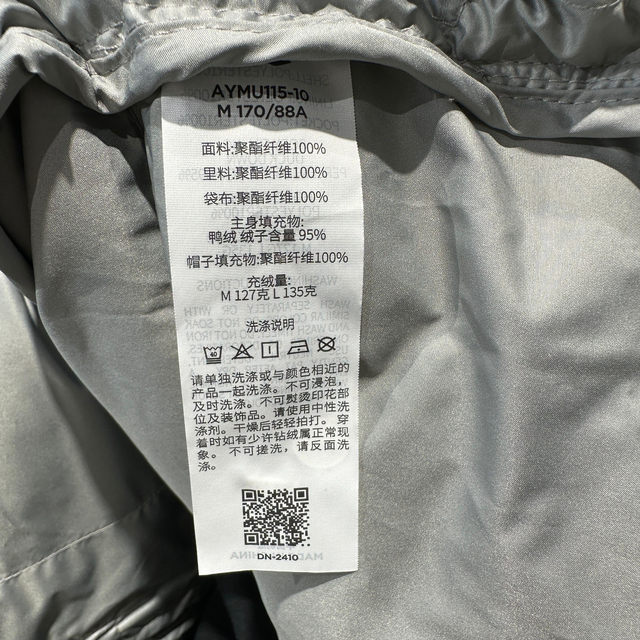 AYMU115-10
M 170/88A
面料:聚酯纤维100%
里料:聚酯纤维100%
袋布:聚酯纤维100%
主身填充物:
鸭绒 绒子含量 95%
帽子填充物:聚酯纤维100%
充绒量:
M 127克 L 135克
洗涤说明
40
请单独洗涤或与颜色相近的
产品一起洗涤。不可浸泡,
及时洗涤。不可熨烫印花部
位及装饰品。请使用中性洗
涤剂。干燥后轻轻拍打。穿
着时如有少许钻绒属正常现
象。 不可搓洗,请反面洗
涤。
DN-2410